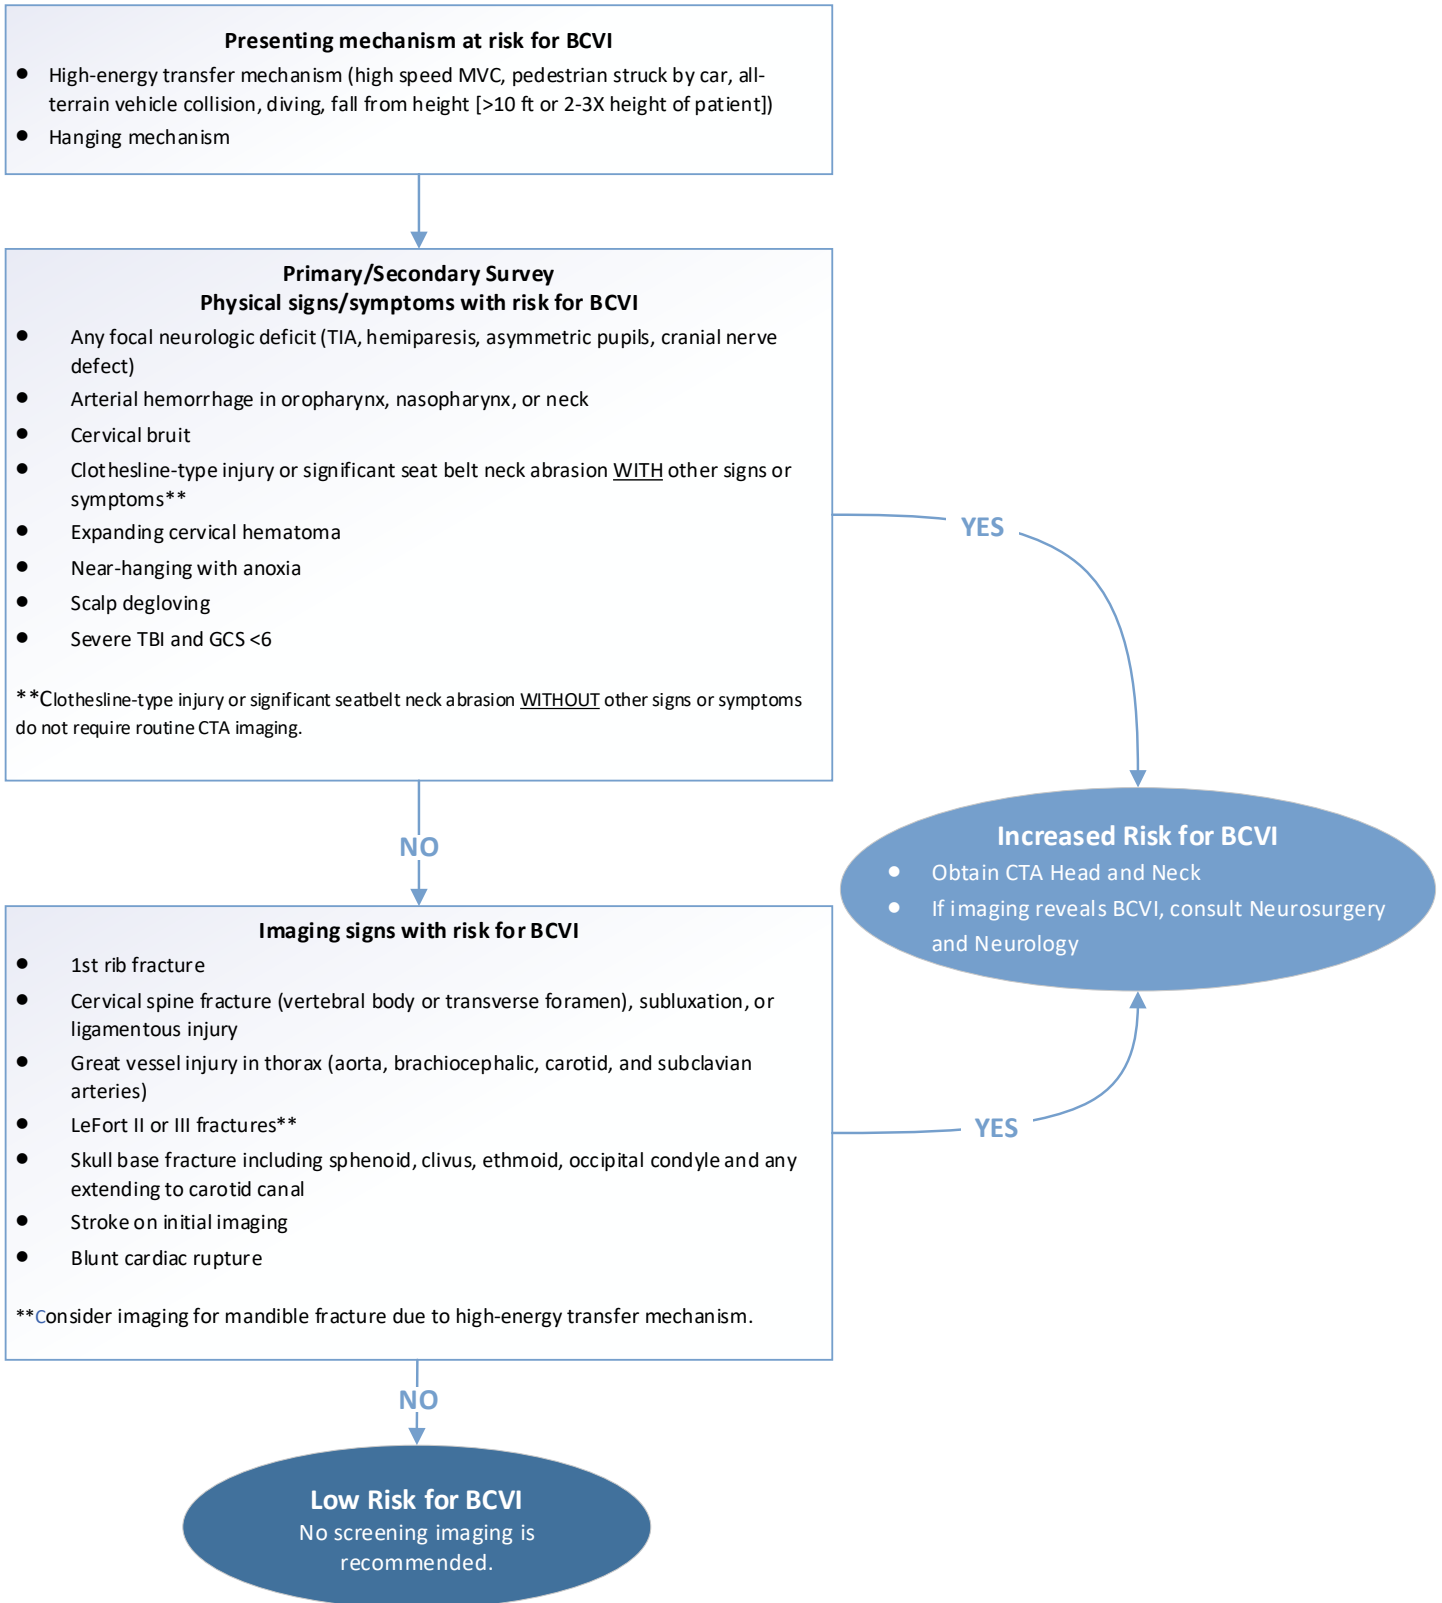 Presenting mechanism at risk for BCVI
● High-energy transfer mechanism (high speed MVC, pedestrian struck by car, all-
terrain vehicle collision, diving, fall from height [>10 ft or 2-3X height of patient])
● Hanging mechanism
Primary/Secondary Survey
Physical signs/symptoms with risk for BCVI
● Any focal neurologic deficit (TIA, hemiparesis, asymmetric pupils, cranial nerve
defect)
● Arterial hemorrhage in oropharynx, nasopharynx, or neck
● Cervical bruit
● Clothesline-type injury or significant seat belt neck abrasion WITH other signs or
symptoms**
● Expanding cervical hematoma
● Near-hanging with anoxia
● Scalp degloving
● Severe TBI and GCS <6
**Clothesline-type injury or significant seatbelt neck abrasion WITHOUT other signs or symptoms
do not require routine CTA imaging.
YES
NO
Increased Risk for BCVI
● Obtain CTA Head and Neck
● If imaging reveals BCVI, consult Neurosurgery
and Neurology
Imaging signs with risk for BCVI
● 1st rib fracture
● Cervical spine fracture (vertebral body or transverse foramen), subluxation, or
ligamentous injury
● Great vessel injury in thorax (aorta, brachiocephalic, carotid, and subclavian
arteries)
● LeFort II or III fractures**
● Skull base fracture including sphenoid, clivus, ethmoid, occipital condyle and any
extending to carotid canal
● Stroke on initial imaging
● Blunt cardiac rupture
**Consider imaging for mandible fracture due to high-energy transfer mechanism.
YES
NO
Low Risk for BCVI
No screening imaging is
recommended.